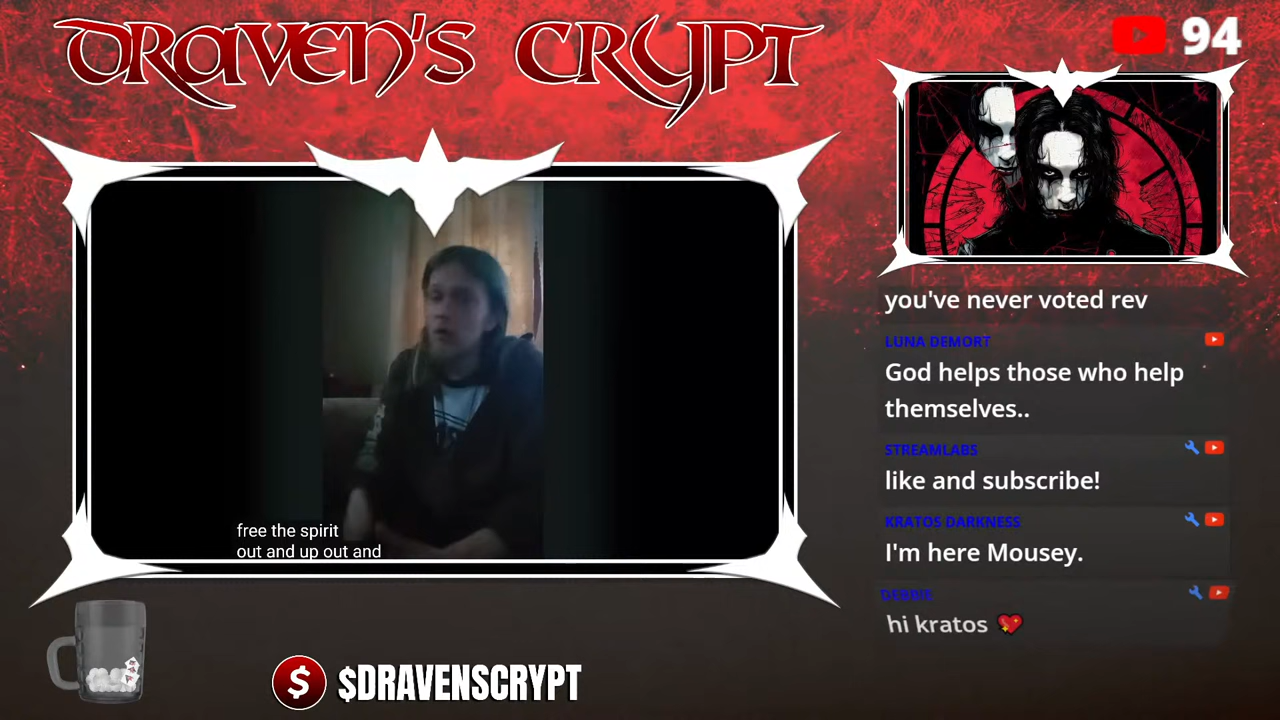 DRAVEN'S CRYPT
94
you've never voted rev
LUNA DEMORT
God helps those who help
themselves..
STREAMLABS
like and subscribe!
KRATOS DARKNESS
I'm here Mousey.
DEBBIE
hi kratos 💖
free the spirit
out and up out and
$ $DRAVENSCRYPT